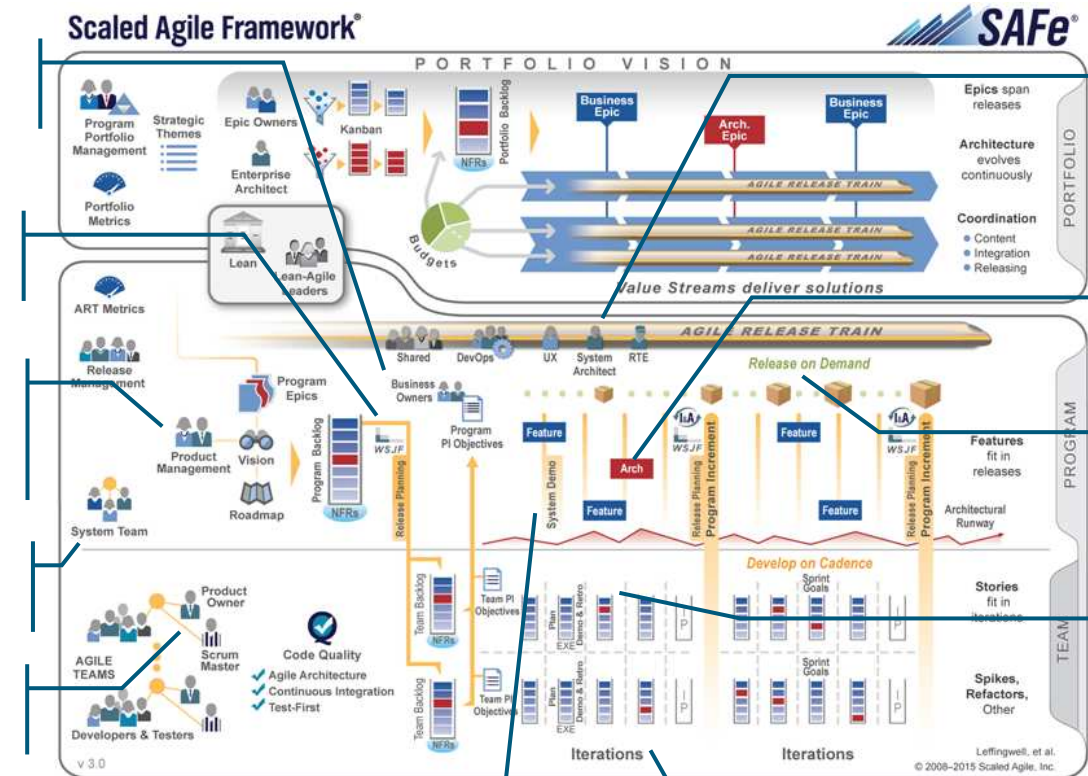 Scaled Agile Framework®
SAFe®
PORTFOLIO VISION
Program
Portfolio
Management
Strategic
Themes
Portfolio
Metrics
Epic Owners
Enterprise
Architect
Kanban
Portfolio Backlog
NFRs
Business
Epic
Arch.
Epic
Business
Epic
AGILE RELEASE TRAIN
AGILE RELEASE TRAIN
AGILE RELEASE TRAIN
Budgets
Value Streams deliver solutions
Epics span
releases
Architecture
evolves
continuously
Coordination
Content
Integration
Releasing
PORTFOLIO
Lean
Lean-Agile
Leaders
ART Metrics
Release
Management
Product
Management
System Team
Program
Epics
Vision
Roadmap
Program Backlog
NFRs
WSJF
Release Planning
AGILE RELEASE TRAIN
Shared
DevOps
UX
System
Architect
RTE
Business
Owners
Program
PI Objectives
Release on Demand
Feature
System Demo
Arch
Feature
I&A
WSJF
Release Planning
Program Increment
Feature
Feature
I&A
WSJF
Release Planning
Program Increment
Features
fit in
releases
Architectural
Runway
PROGRAM
Develop on Cadence
AGILE
TEAMS
Product
Owner
Scrum
Master
Developers & Testers
Code Quality
Agile Architecture
Continuous Integration
Test-First
Team Backlog
NFRs
Team PI
Objectives
Plan
EXE
Demo & Retro
I
P
Sprint
Goals
I
P
Stories
fit in
iterations
Team Backlog
NFRs
Team PI
Objectives
Plan
EXE
Demo & Retro
I
P
Sprint
Goals
I
P
Spikes,
Refactors,
Other
TEAM
Iterations
Iterations
v 3.0
Leffingwell, et al.
© 2008–2015 Scaled Agile, Inc.